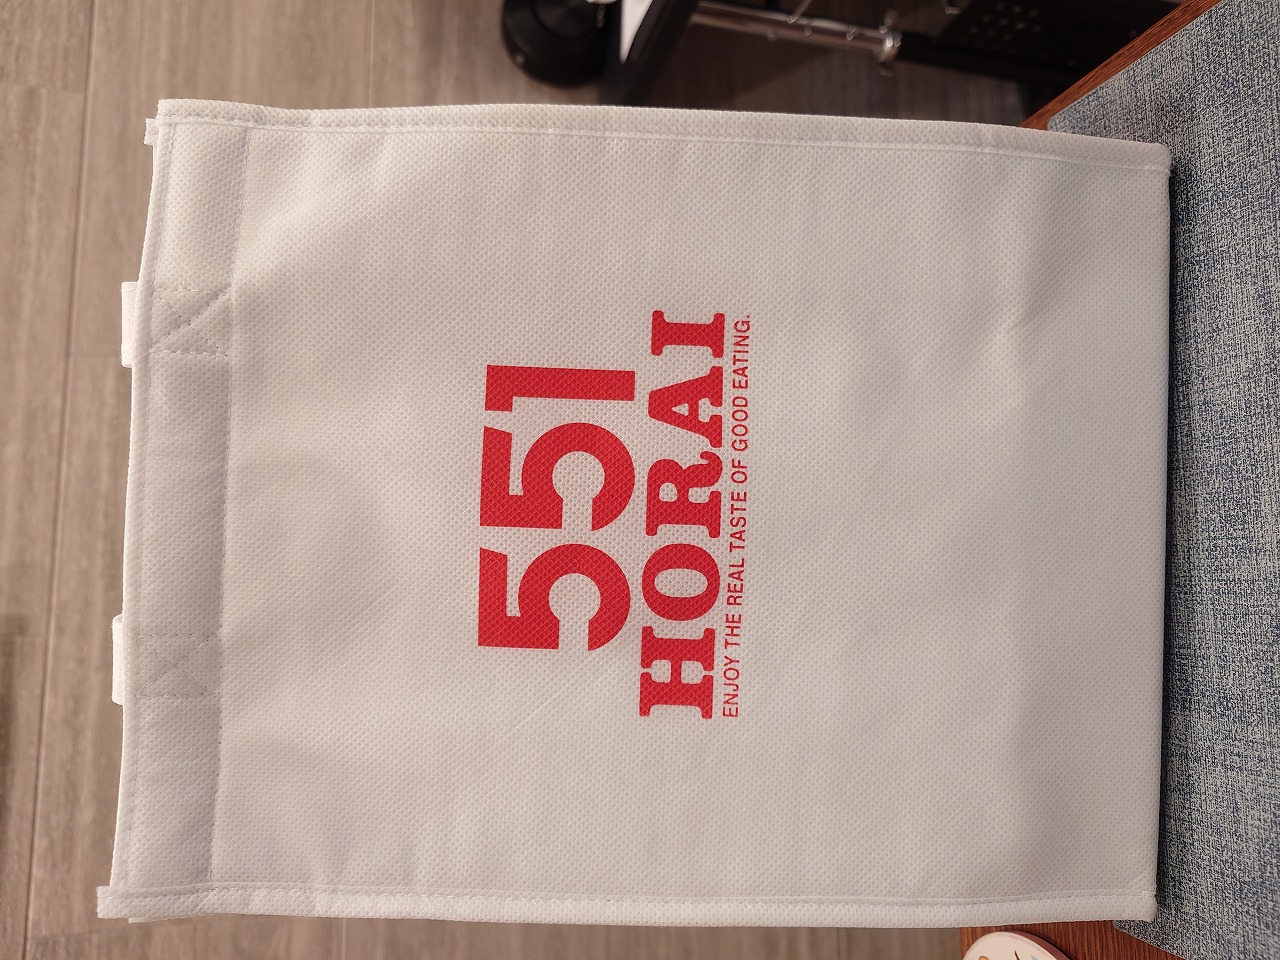 551
HORAI
ENJOY THE REAL TASTE OF GOOD EATING.